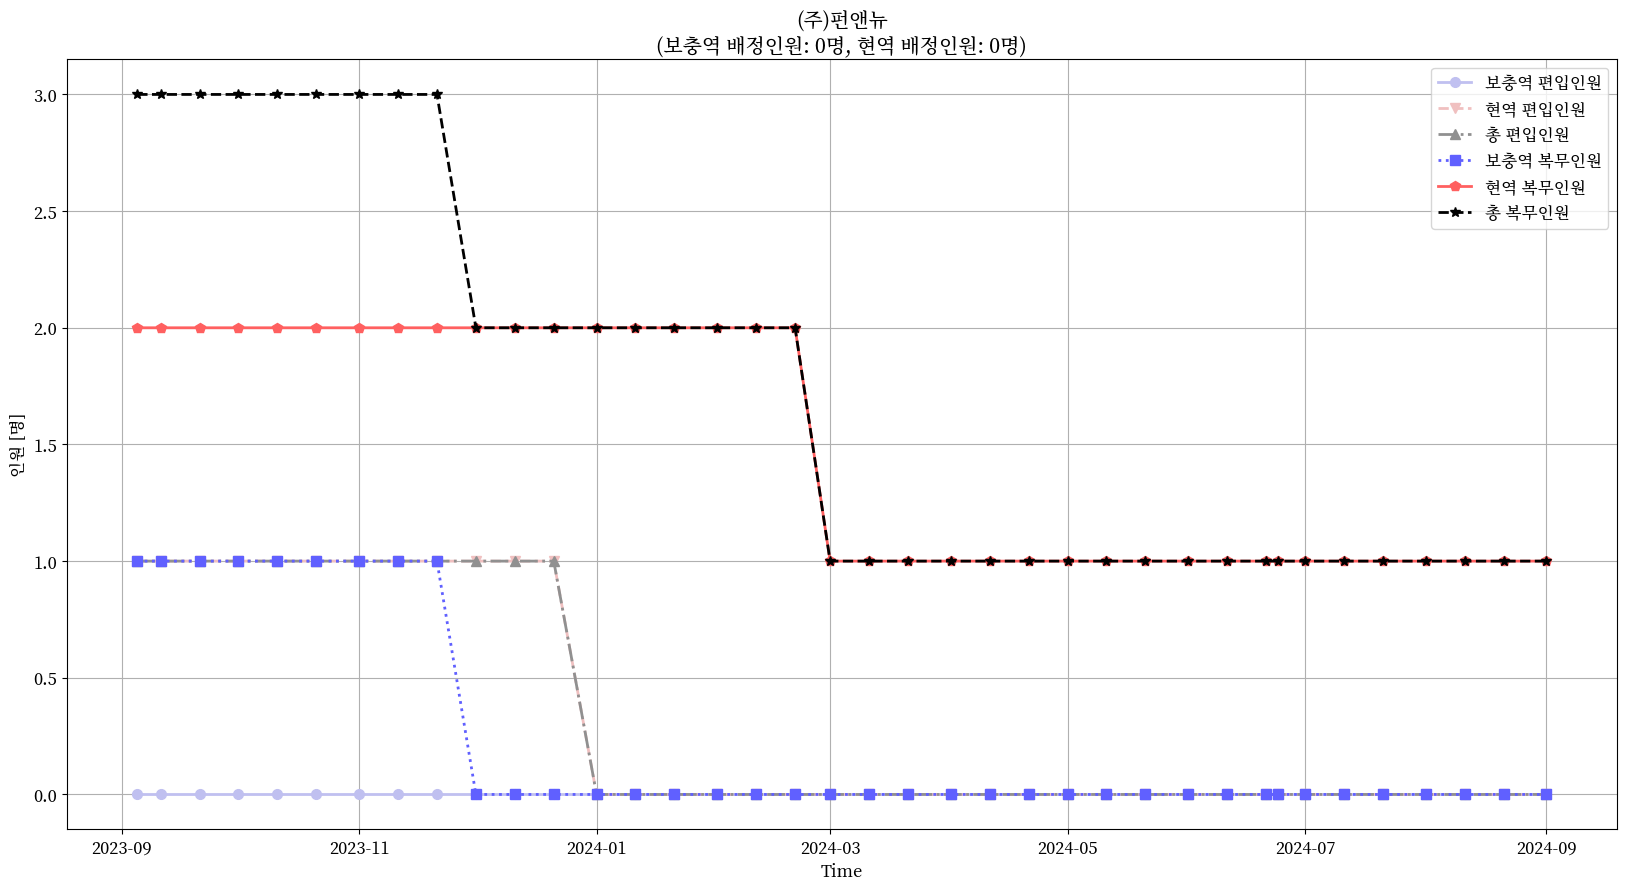 (주)펀앤뉴
(보충역 배정인원: 0명, 현역 배정인원: 0명)
보충역 편입인원
현역 편입인원
총 편입인원
보충역 복무인원
현역 복무인원
총 복무인원
인원 [명]
3.0
2.5
2.0
1.5
1.0
0.5
0.0
2023-09
2023-11
2024-01
2024-03
2024-05
2024-07
2024-09
Time